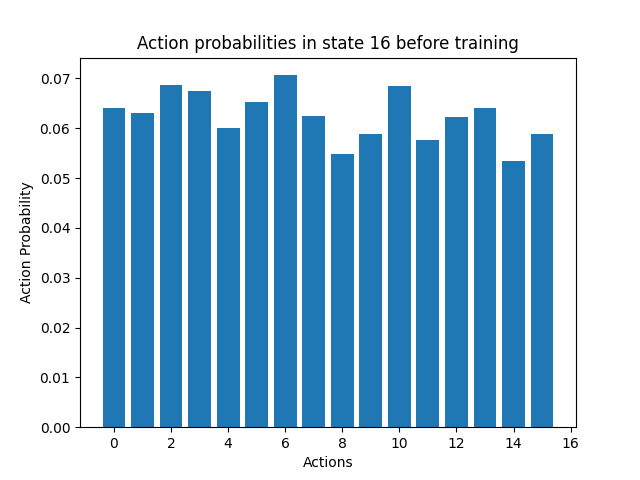 Action probabilities in state 16 before training
0.07
0.06
0.05
0.04
0.03
0.02
0.01
0.00
Action Probability
0 2 4 6 8 10 12 14 16
Actions